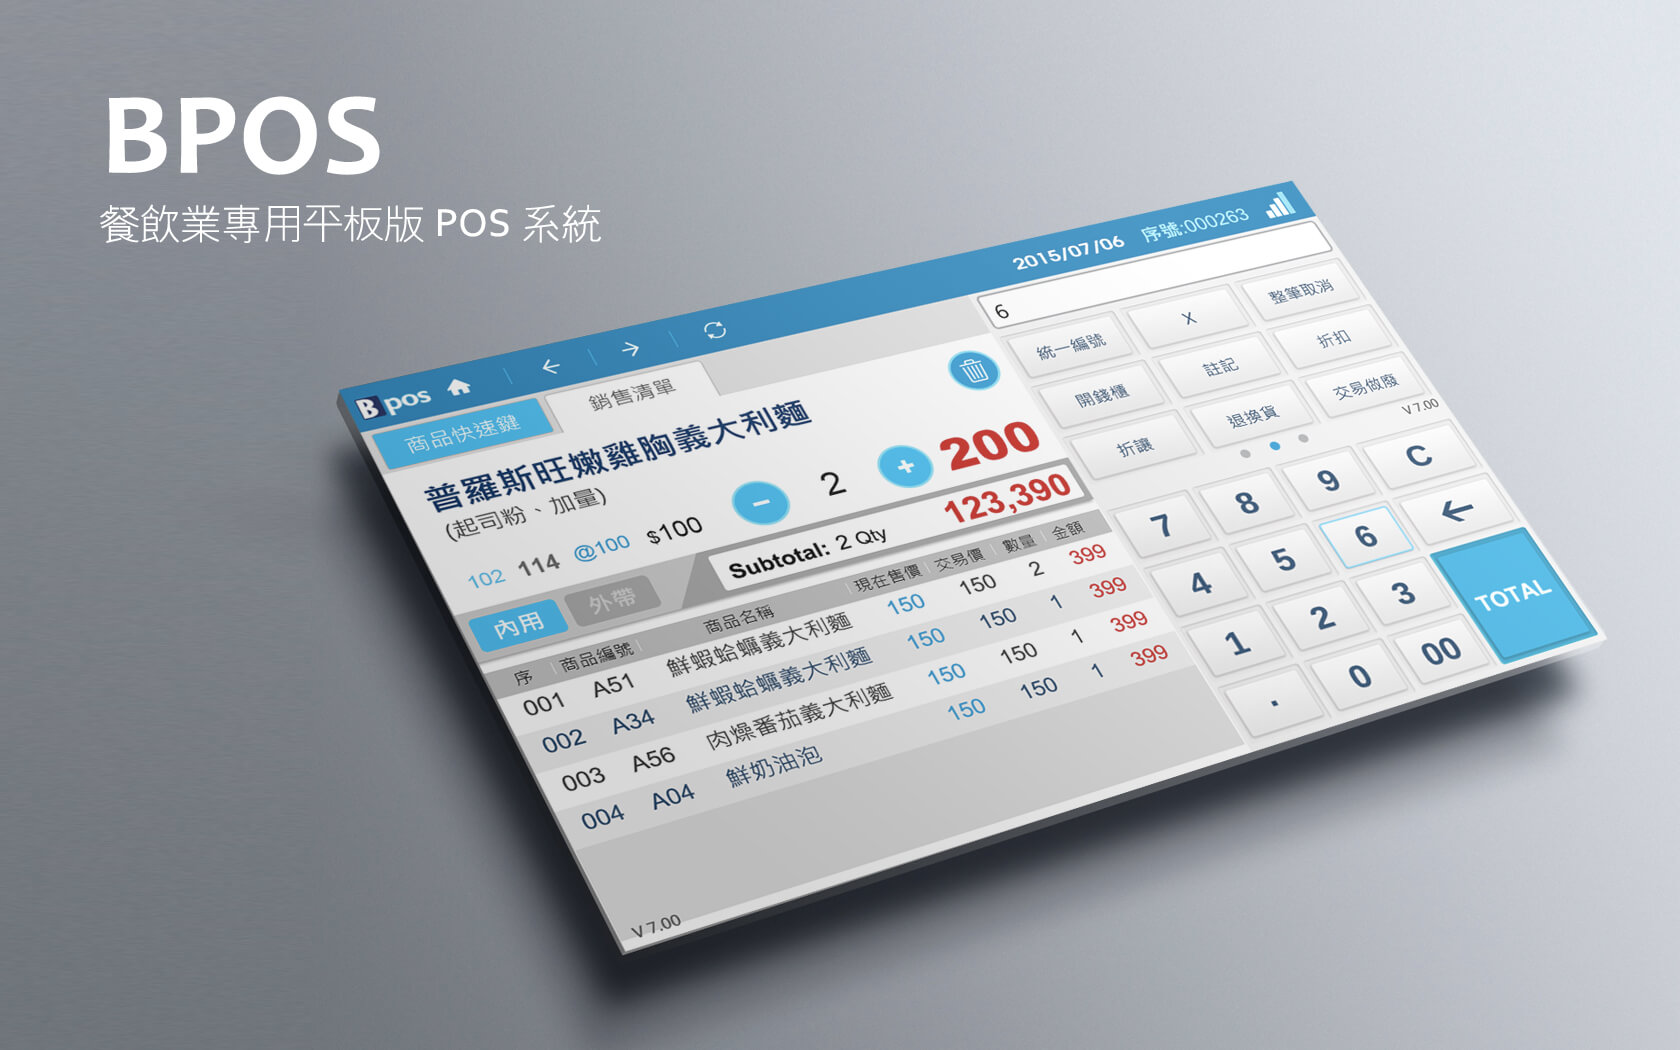 BPOS
餐飲業專用平板版 POS 系統
Bpos
2015/07/06 序號:000263
商品快速鍵 銷售清單
普羅斯旺嫩雞胸義大利麵
(起司粉、加量)
102 114 @100 $100
2
200
Subtotal: 2 Qty 123,390
內用 外帶
序 商品編號 商品名稱 現在售價 交易價 數量 金額
001 A51 鮮蝦蛤蠣義大利麵 150 150 2 399
002 A34 鮮蝦蛤蠣義大利麵 150 150 1 399
003 A56 肉燥番茄義大利麵 150 150 1 399
004 A04 鮮奶油泡 150 150 1 399
V 7.00
6
統一編號 X 整筆取消
開錢櫃 註記 折扣
折讓 退換貨 交易做廢
V 7.00
7 8 9 C
4 5 6 ←
1 2 3 TOTAL
. 0 00